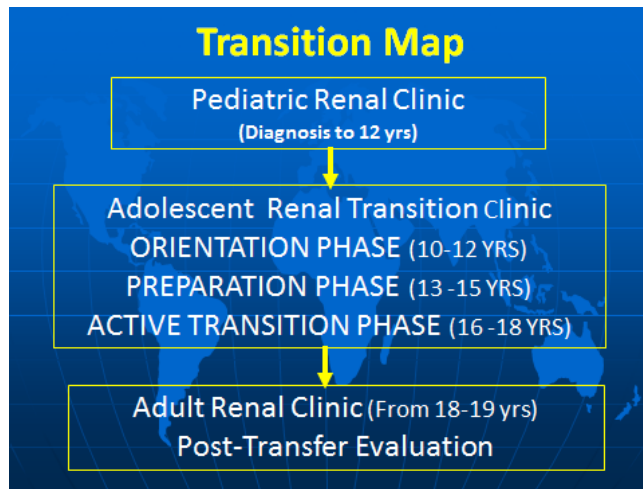 Transition Map
Pediatric Renal Clinic
(Diagnosis to 12 yrs)
Adolescent Renal Transition Clinic
ORIENTATION PHASE (10-12 YRS)
PREPARATION PHASE (13 -15 YRS)
ACTIVE TRANSITION PHASE (16 -18 YRS)
Adult Renal Clinic (From 18-19 yrs)
Post-Transfer Evaluation